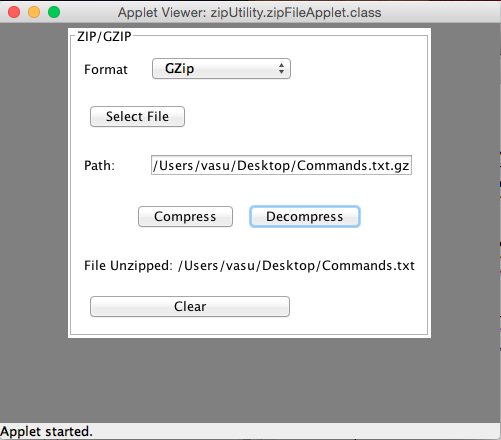 Applet Viewer: zipUtility.zipFileApplet.class
ZIP/GZIP
Format GZip
Select File
Path: /Users/vasu/Desktop/Commands.txt.gz
Compress Decompress
File Unzipped: /Users/vasu/Desktop/Commands.txt
Clear
Applet started.